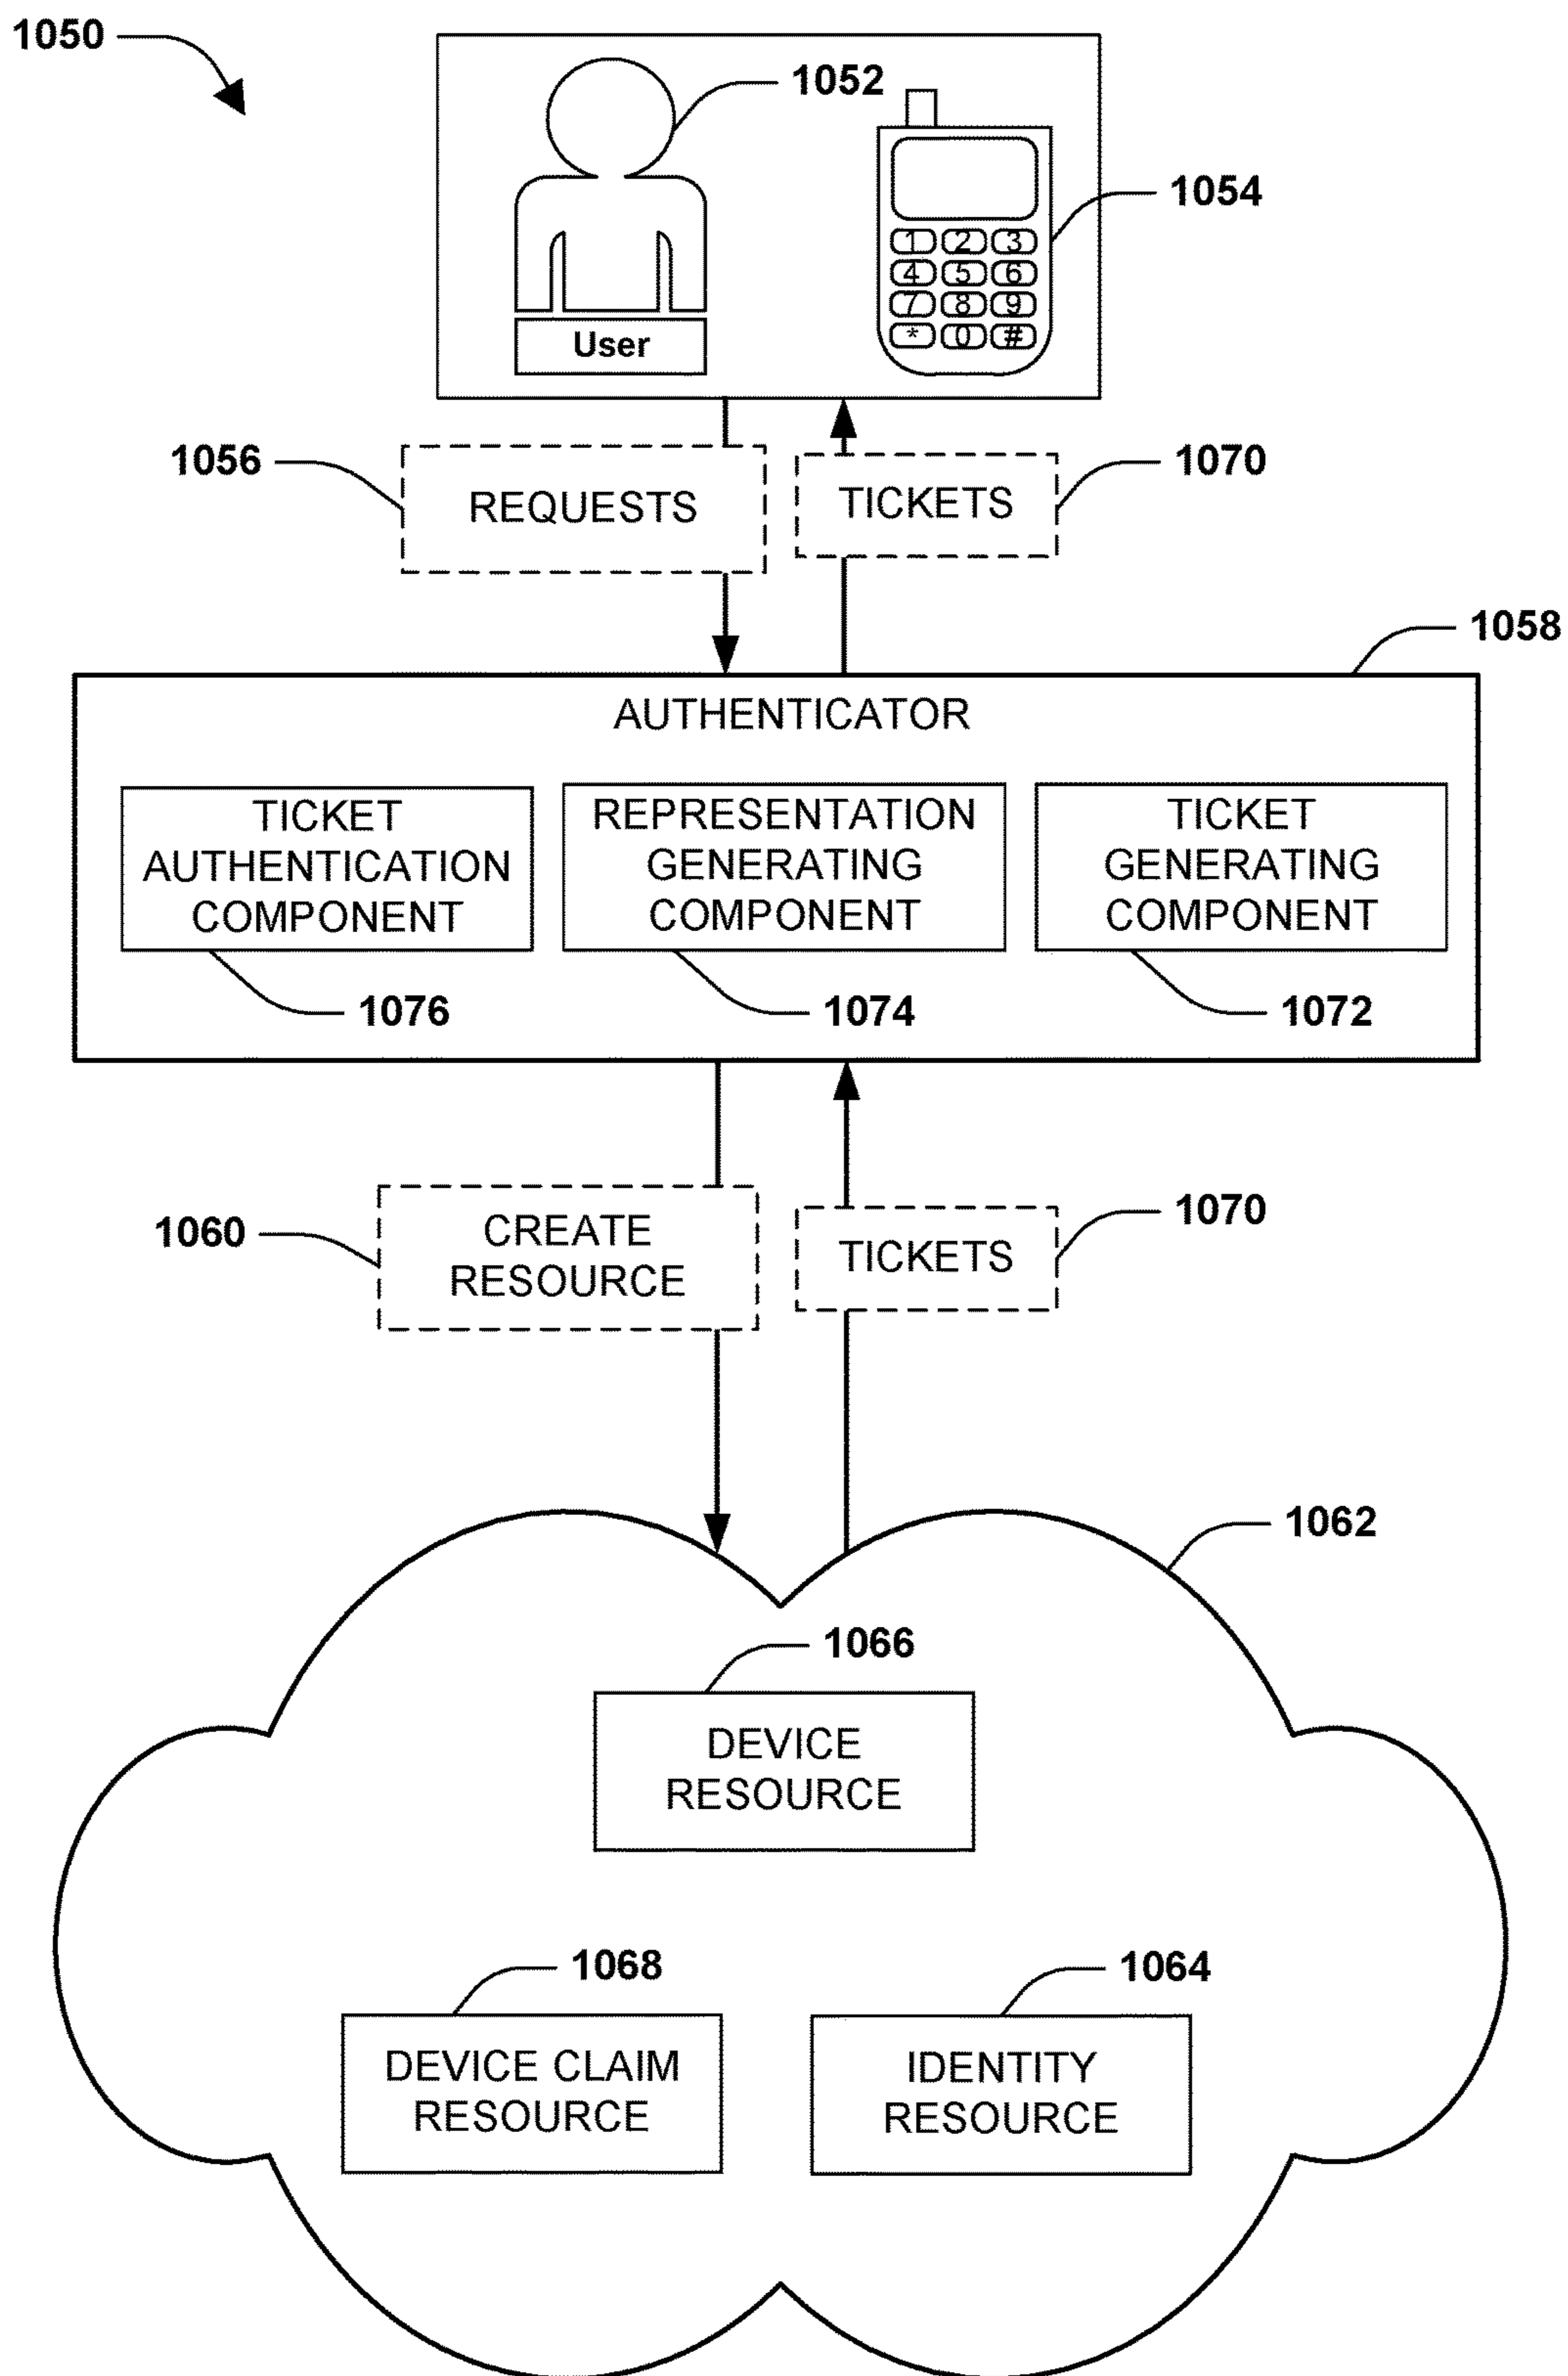 1050
1052
1054
1 2 3
4 5 6
7 8 9
* 0 #
User
1056
REQUESTS
TICKETS
1070
1058
AUTHENTICATOR
TICKET
AUTHENTICATION
COMPONENT
REPRESENTATION
GENERATING
COMPONENT
TICKET
GENERATING
COMPONENT
1076
1074
1072
1060
CREATE
RESOURCE
TICKETS
1070
1062
1066
DEVICE
RESOURCE
1068
DEVICE CLAIM
RESOURCE
1064
IDENTITY
RESOURCE